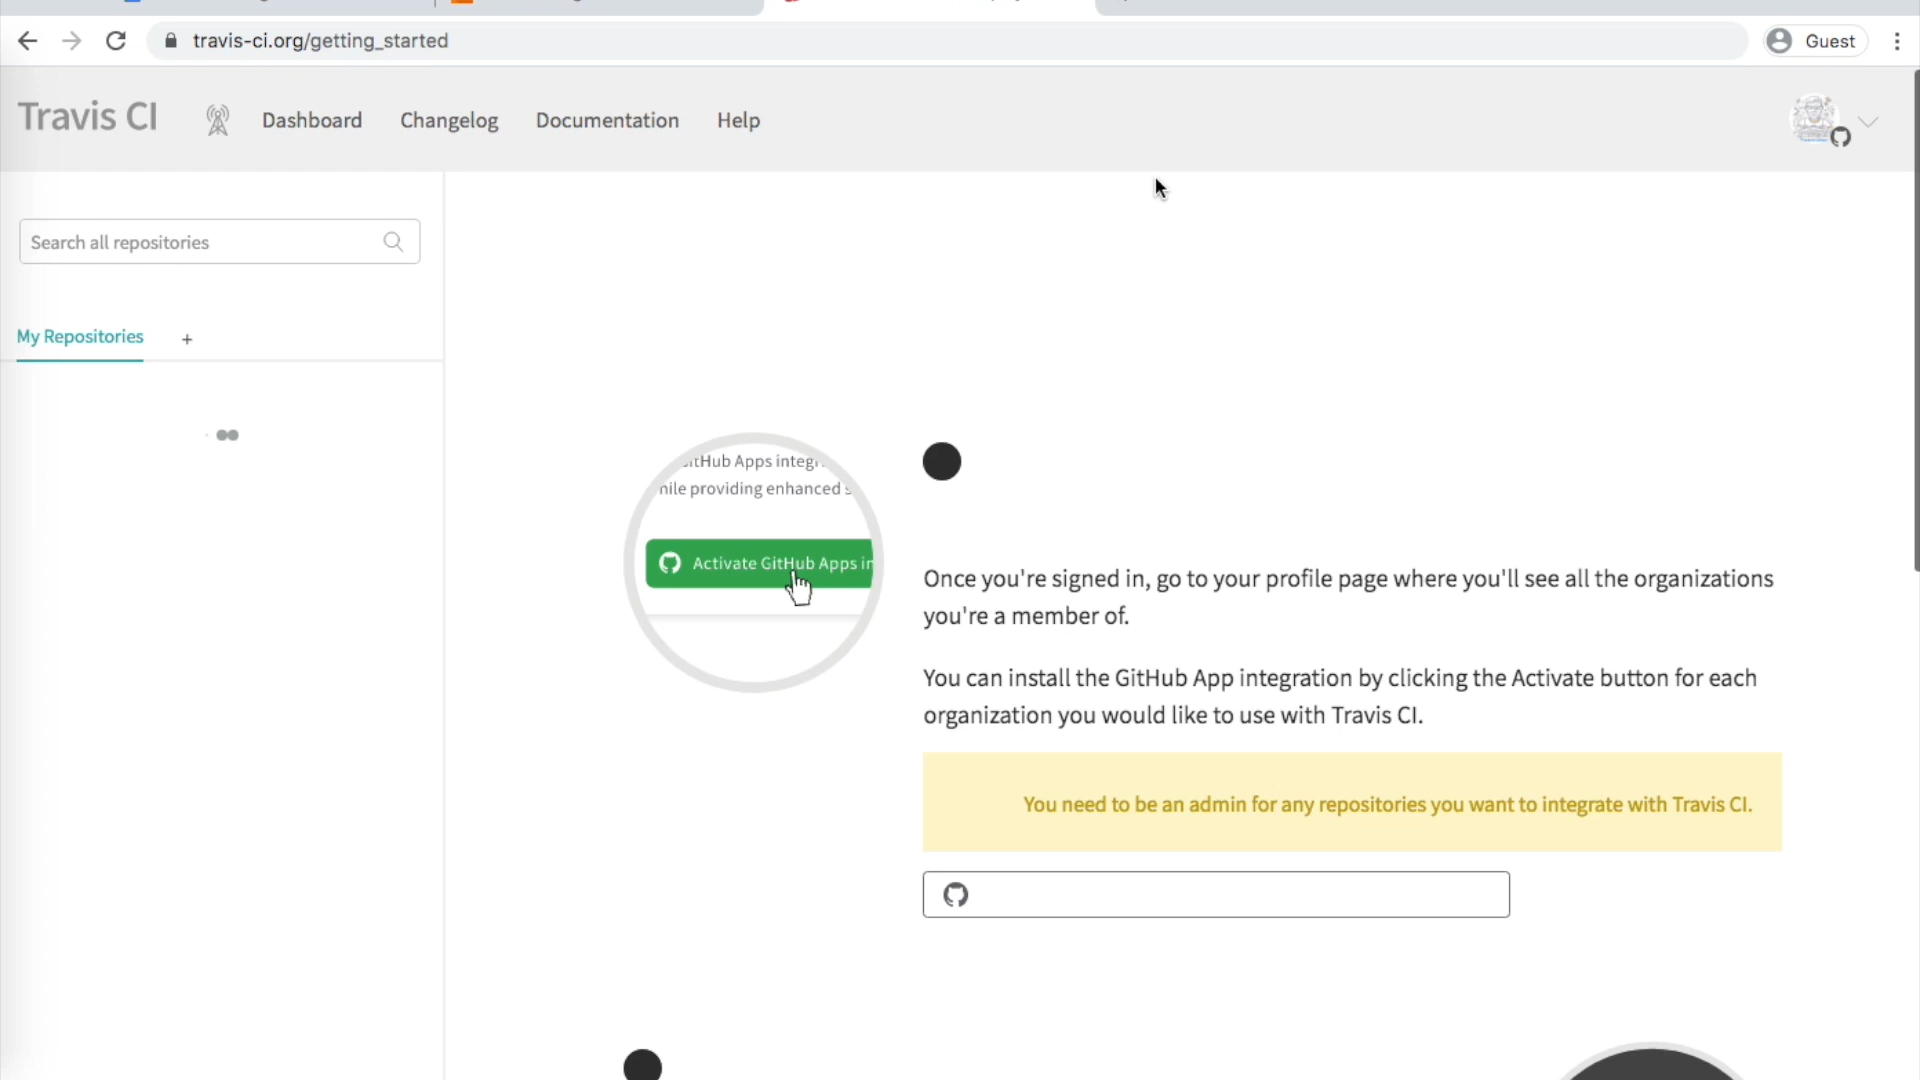 travis-ci.org/getting_started
Guest
Travis CI
Dashboard
Changelog
Documentation
Help
Search all repositories
My Repositories
+
GitHub Apps
providing enhanced
Activate GitHub Apps
Once you're signed in, go to your profile page where you'll see all the organizations
you're a member of.
You can install the GitHub App integration by clicking the Activate button for each
organization you would like to use with Travis CI.
You need to be an admin for any repositories you want to integrate with Travis CI.